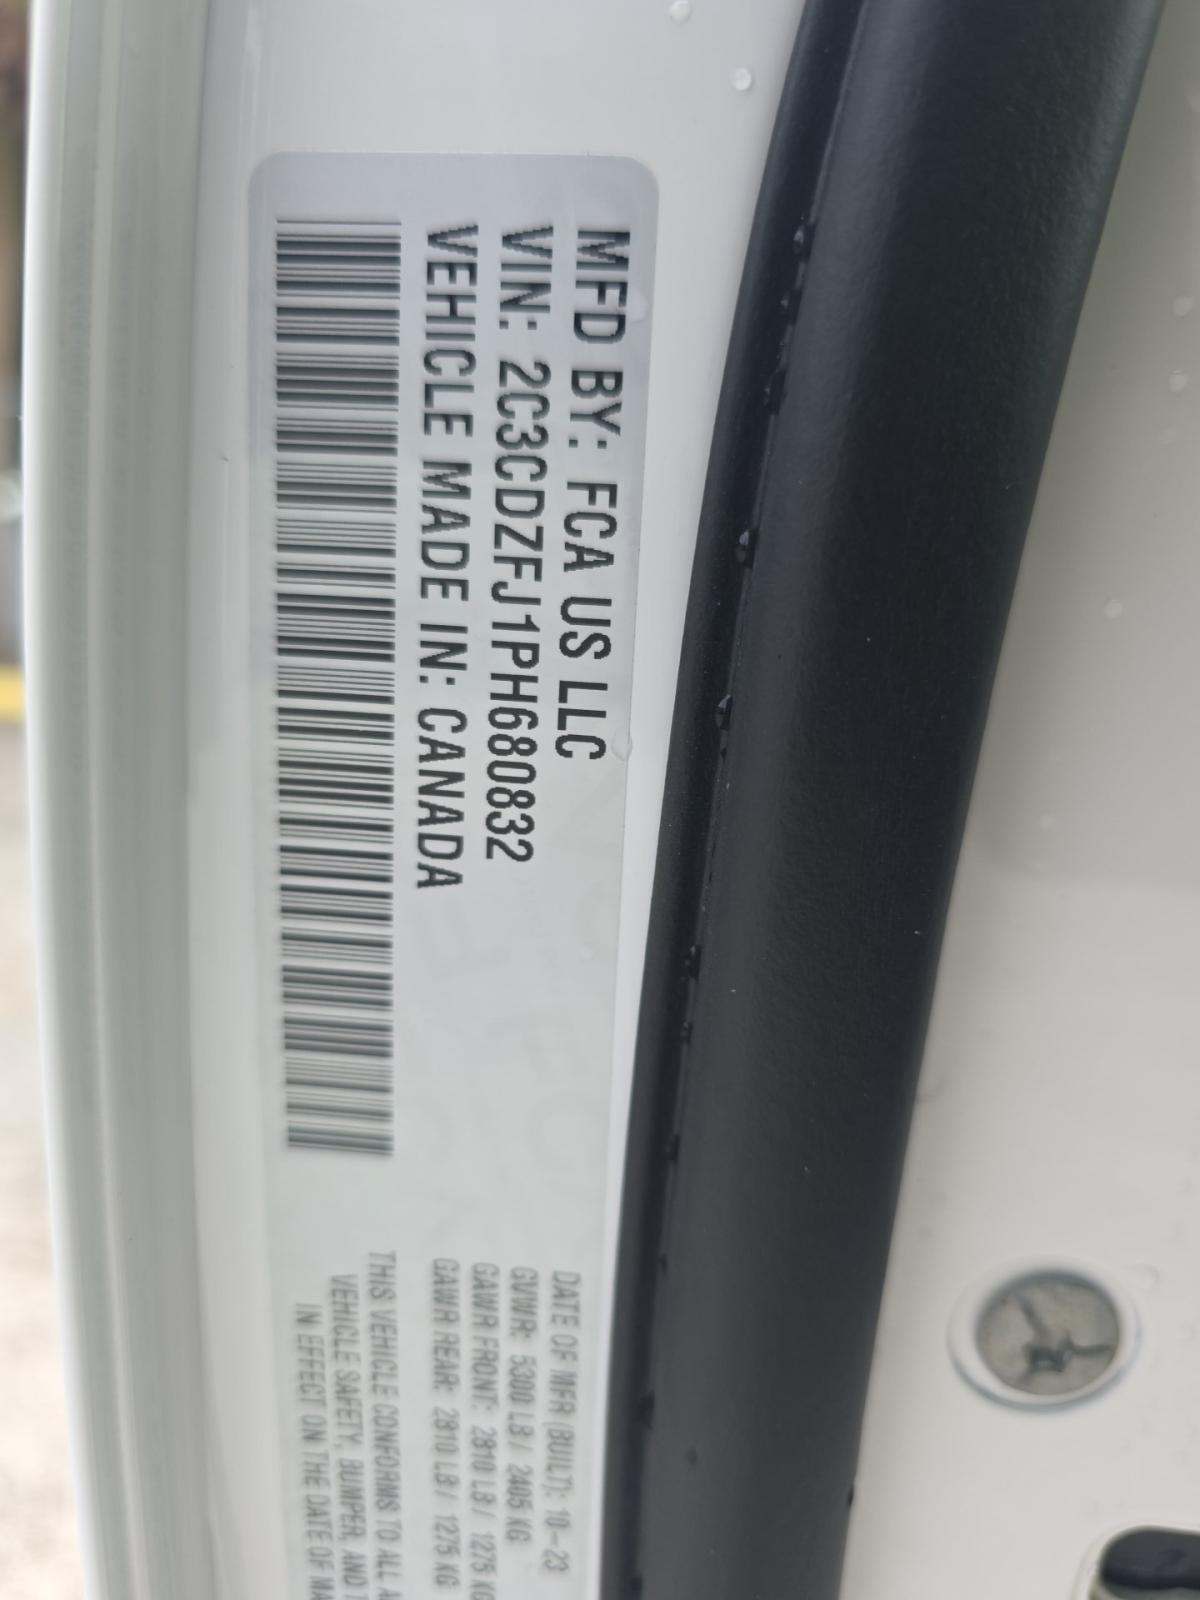 MFD BY: FCA US LLC
VIN: 2C3CDZFJ1PH680832
VEHICLE MADE IN: CANADA
DATE OF MFR (BUILT): 10-23
GVWR: 5300 LB / 2405 KG
GAWR FRONT: 2810 LB / 1275 KG
GAWR REAR: 2810 LB / 1275 KG
THIS VEHICLE CONFORMS TO ALL
VEHICLE SAFETY, BUMPER, AND
IN EFFECT ON THE DATE OF